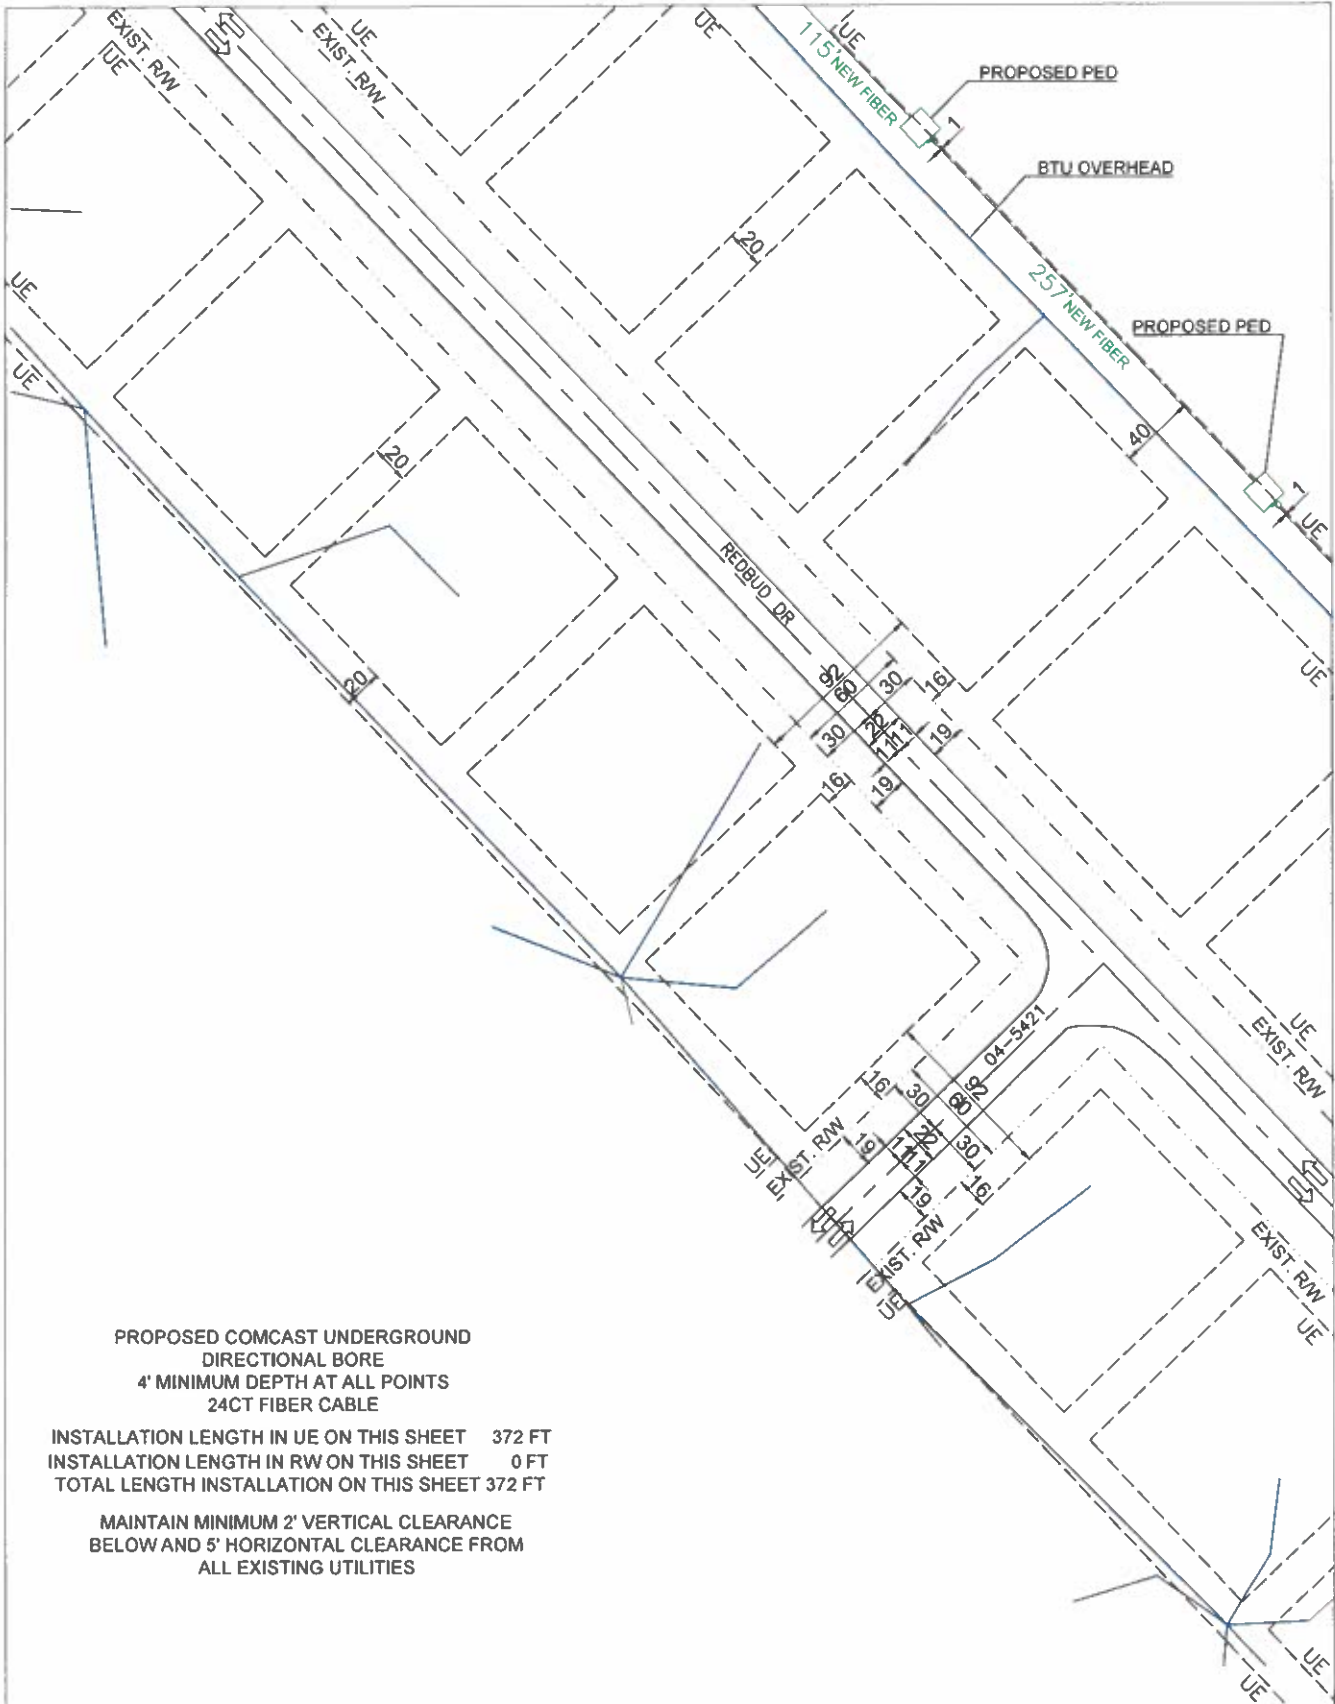 EXIST. R/W
UE
UE
EXIST. R/W
UE
115' NEW FIBER
UE
PROPOSED PED
1
BTU OVERHEAD
20
257' NEW FIBER
PROPOSED PED
UE
UE
20
40
1
UE
REDBUD DR
20
92
60
30
16
22
11
11
30
19
16
19
UE
UE
EXIST. R/W
04-5421
92
60
16
30
22
11
11
30
19
16
19
UE
EXIST. R/W
EXIST. R/W
UE
EXIST. R/W
UE
PROPOSED COMCAST UNDERGROUND
DIRECTIONAL BORE
4' MINIMUM DEPTH AT ALL POINTS
24CT FIBER CABLE
INSTALLATION LENGTH IN UE ON THIS SHEET 372 FT
INSTALLATION LENGTH IN RW ON THIS SHEET 0 FT
TOTAL LENGTH INSTALLATION ON THIS SHEET 372 FT
MAINTAIN MINIMUM 2' VERTICAL CLEARANCE
BELOW AND 5' HORIZONTAL CLEARANCE FROM
ALL EXISTING UTILITIES
UE
UE